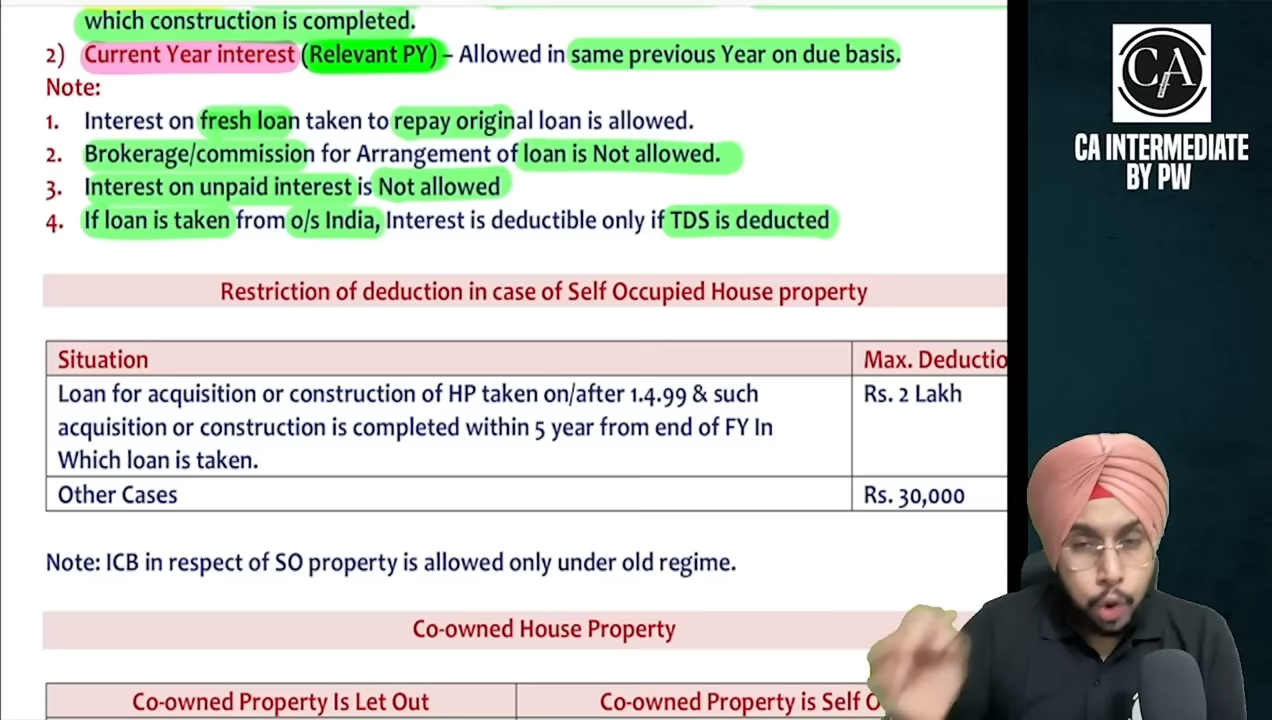 which construction is completed.
2) Current Year interest (Relevant PY) – Allowed in same previous Year on due basis.
Note:
1. Interest on fresh loan taken to repay original loan is allowed.
2. Brokerage/commission for Arrangement of loan is Not allowed.
3. Interest on unpaid interest is Not allowed
4. If loan is taken from o/s India, Interest is deductible only if TDS is deducted
Restriction of deduction in case of Self Occupied House property
Situation Max. Deductio
Loan for acquisition or construction of HP taken on/after 1.4.99 & such Rs. 2 Lakh
acquisition or construction is completed within 5 year from end of FY In
Which loan is taken.
Other Cases Rs. 30,000
Note: ICB in respect of SO property is allowed only under old regime.
Co-owned House Property
Co-owned Property Is Let Out Co-owned Property is Self O
CA
CA INTERMEDIATE
BY PW